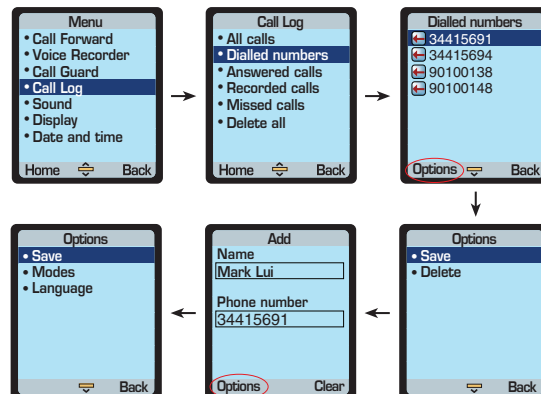 Menu
• Call Forward
• Voice Recorder
• Call Guard
• Call Log
• Sound
• Display
• Date and time
Home Back
Call Log
• All calls
• Dialled numbers
• Answered calls
• Recorded calls
• Missed calls
• Delete all
Home Back
Dialled numbers
34415691
34415694
90100138
90100148
Options Back
Options
• Save
• Delete
Back
Add
Name
Mark Lui
Phone number
34415691
Options Clear
Options
• Save
• Modes
• Language
Back